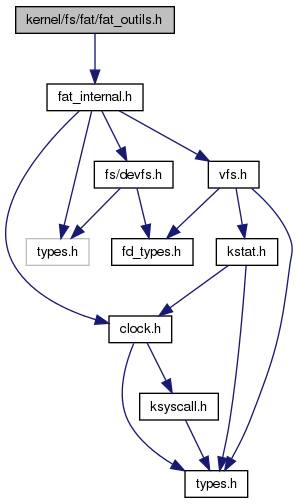 kernel/fs/fat/fat_outils.h
fat_internal.h
fs/devfs.h
vfs.h
types.h
fd_types.h
kstat.h
clock.h
ksyscall.h
types.h